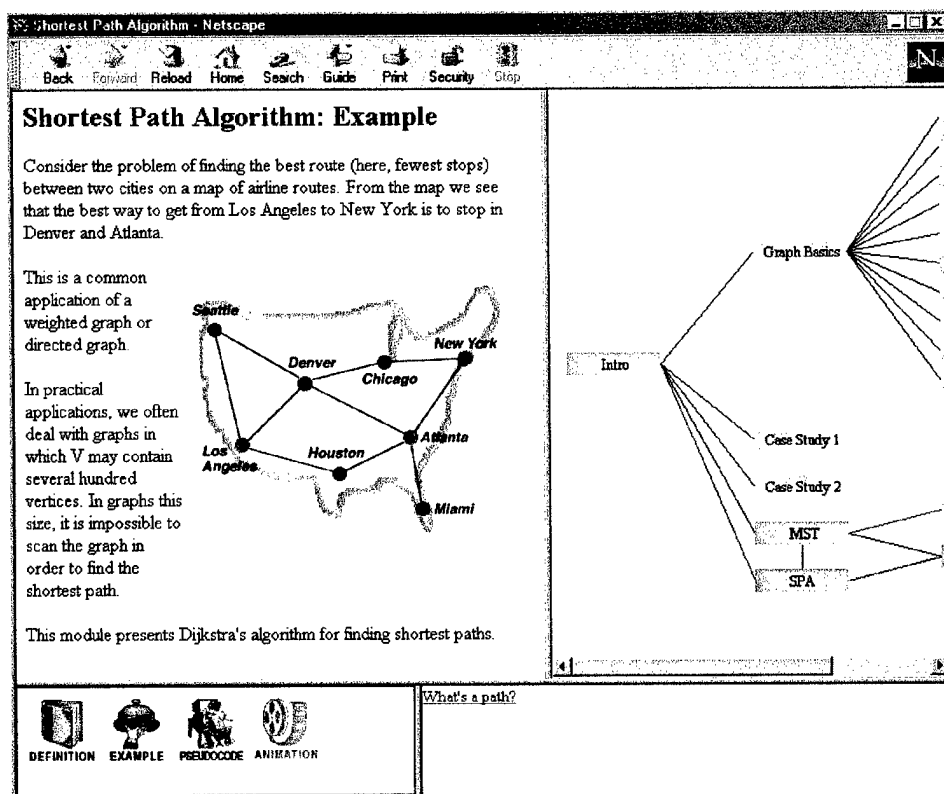 Shortest Path Algorithm - Netscape
Back Forward Reload Home Search Guide Print Security Stop
N
Shortest Path Algorithm: Example
Consider the problem of finding the best route (here, fewest stops)
between two cities on a map of airline routes. From the map we see
that the best way to get from Los Angeles to New York is to stop in
Denver and Atlanta.
This is a common
application of a
weighted graph or
directed graph.
In practical
applications, we often
deal with graphs in
which V may contain
several hundred
vertices. In graphs this
size, it is impossible to
scan the graph in
order to find the
shortest path.
Seattle
New York
Denver
Chicago
Atlanta
Los
Angeles
Houston
Miami
This module presents Dijkstra's algorithm for finding shortest paths.
Graph Basics
Intro
Case Study 1
Case Study 2
MST
SPA
DEFINITION EXAMPLE PSEUDOCODE ANIMATION
What's a path?